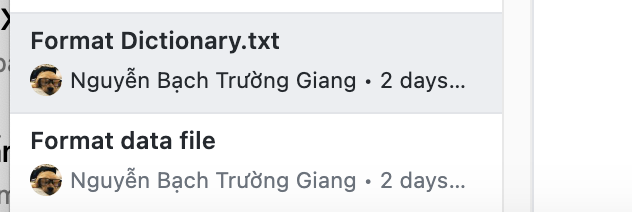 Format Dictionary.txt
Nguyễn Bạch Trường Giang • 2 days...
Format data file
Nguyễn Bạch Trường Giang • 2 days...